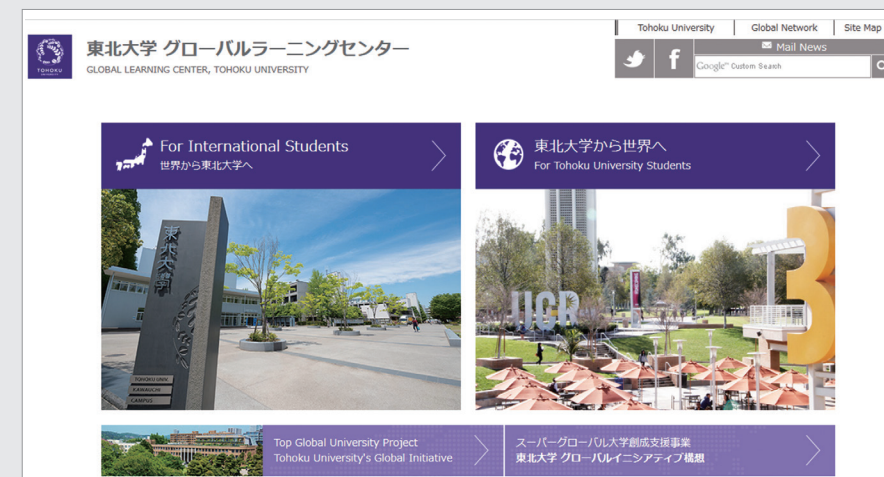 Tohoku University
Global Network
Site Map
東北大学 グローバルラーニングセンター
GLOBAL LEARNING CENTER, TOHOKU UNIVERSITY
TOHOKU
Mail News
Google™ Custom Search
For International Students
世界から東北大学へ
東北大学から世界へ
For Tohoku University Students
東北大学
TOHOKU UNIV.
KAWAUCHI
CAMPUS
UCR
3
Top Global University Project
Tohoku University's Global Initiative
スーパーグローバル大学創成支援事業
東北大学 グローバルイニシアティブ構想